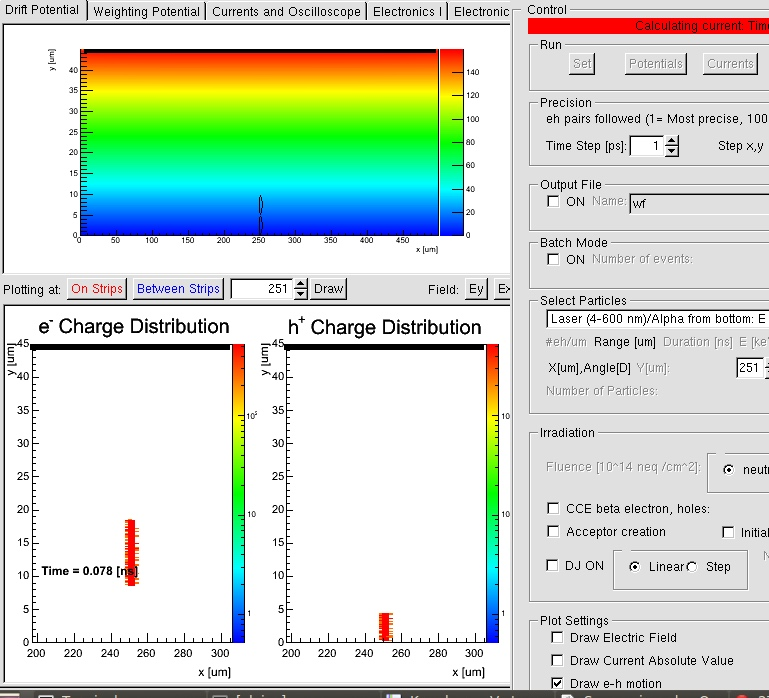 Drift Potential Weighting Potential Currents and Oscilloscope Electronics I Electronic
Control
Calculating current: Time
Run
Set Potentials Currents
Precision
eh pairs followed (1= Most precise, 100
Time Step [ps]: 1 Step x,y
Output File
ON Name: wf
Batch Mode
ON Number of events:
Select Particles
Laser (4-600 nm)/Alpha from bottom: E
#eh/um Range [um] Duration [ns] E [ke
X[um],Angle[D] Y[um]: 251
Number of Particles:
Irradiation
Fluence [10^14 neq /cm^2]: neutr
CCE beta electron, holes:
Acceptor creation Initial
DJ ON Linear Step
Plot Settings
Draw Electric Field
Draw Current Absolute Value
Draw e-h motion
y [um]
40
35
30
25
20
15
10
5
0
0 50 100 150 200 250 300 350 400 450
x [um]
140
120
100
80
60
40
20
0
Plotting at: On Strips Between Strips 251 Draw Field: Ey Ex
e- Charge Distribution
y [um]
45
40
35
30
25
20
15
10
5
0
Time = 0.078 [ns]
200 220 240 260 280 300
x [um]
10
1
h+ Charge Distribution
y [um]
45
40
35
30
25
20
15
10
5
0
200 220 240 260 280 300
x [um]
10
10
1